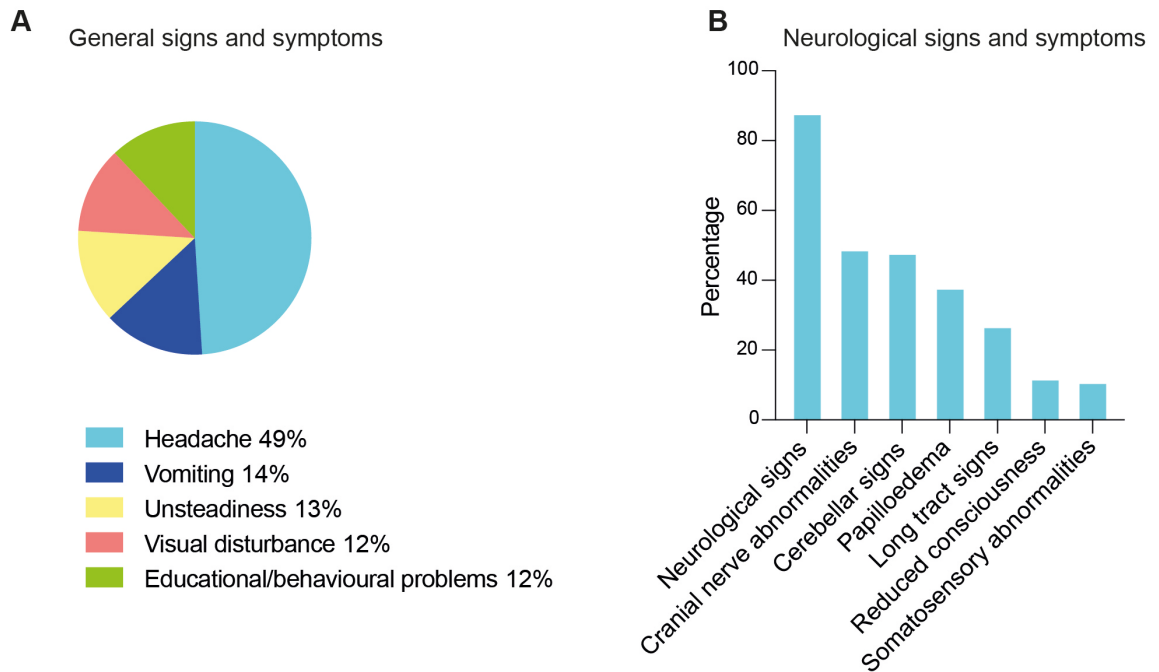 A
General signs and symptoms
Headache 49%
Vomiting 14%
Unsteadiness 13%
Visual disturbance 12%
Educational/behavioural problems 12%
B
Neurological signs and symptoms
Percentage
100
80
60
40
20
0
Neurological signs
Cranial nerve abnormalities
Cerebellar signs
Papilloedema
Long tract signs
Reduced consciousness
Somatosensory abnormalities